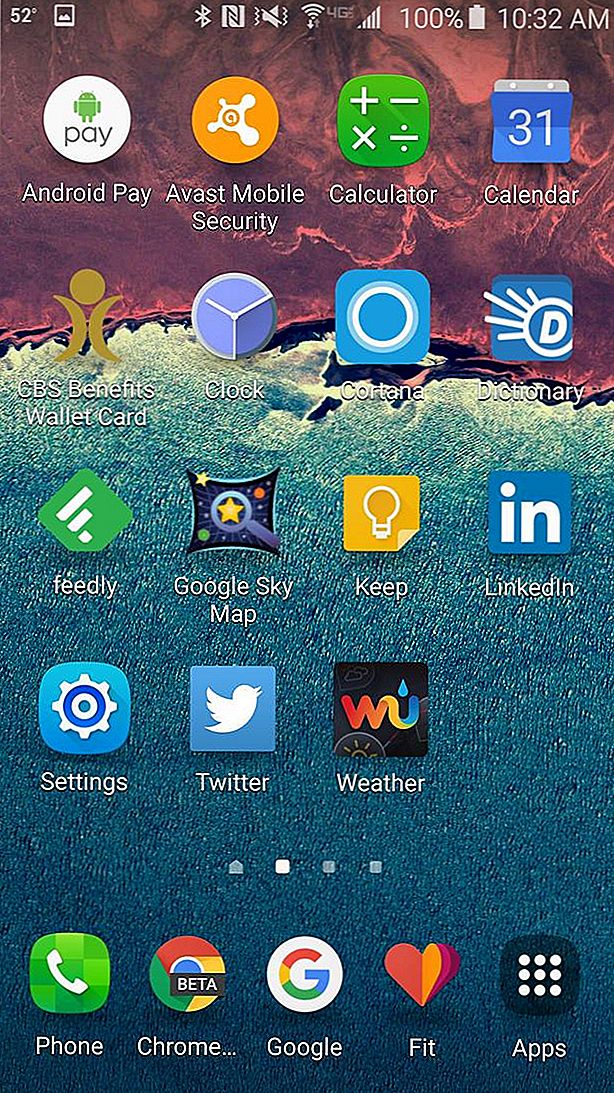 52° 4G LTE 100% 10:32 AM
pay
a
31
Android Pay Avast Mobile Calculator Calendar
Security
D
CBS Benefits Clock Cortana Dictionary
Wallet Card
in
feedly Google Sky Keep LinkedIn
Map
wu
Settings Twitter Weather
BETA
G
Phone Chrome... Google Fit Apps